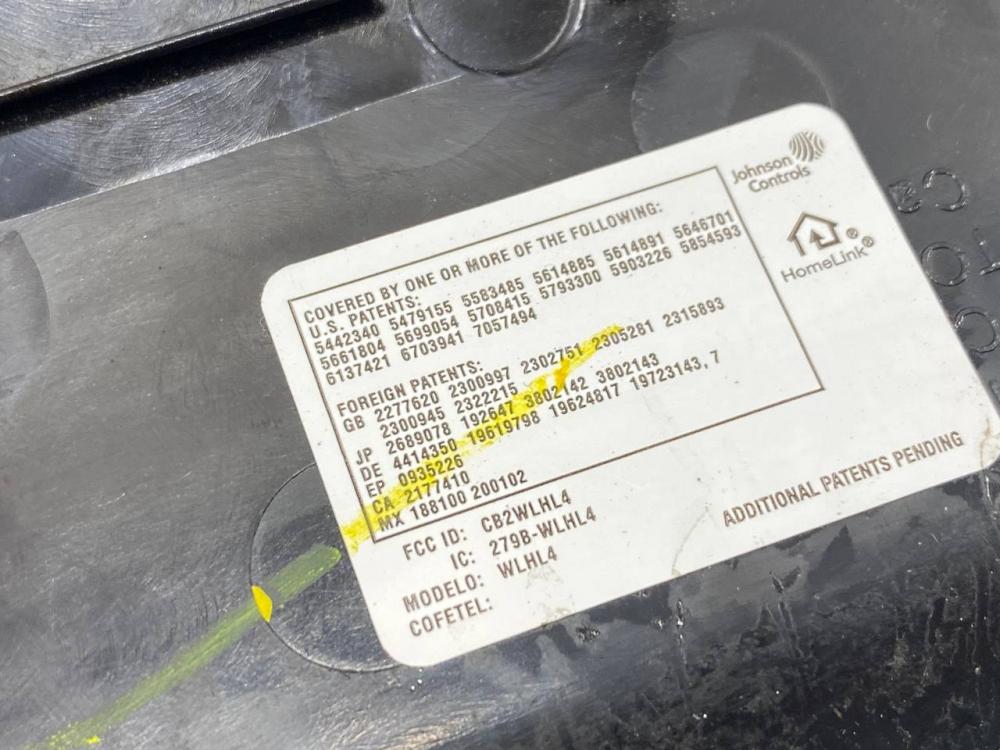 Johnson
Controls
HomeLink®
®
COVERED BY ONE OR MORE OF THE FOLLOWING:
U.S. PATENTS:
5442340 5479155 5583485 5614885 5614891 5646701
5661804 5699054 5708415 5793300 5903226 5854593
6137421 6703941 7057494
FOREIGN PATENTS:
GB 2277620 2300997 2302751 2305281 2315893
2300945 2322215
JP 2689078 192647 3802142 3802143
DE 4414350 19619798 19624817 19723143,7
EP 0935226
CA 2177410
MX 188100 200102
ADDITIONAL PATENTS PENDING
FCC ID: CB2WLHL4
IC: 279B-WLHL4
MODELO: WLHL4
COFETEL: